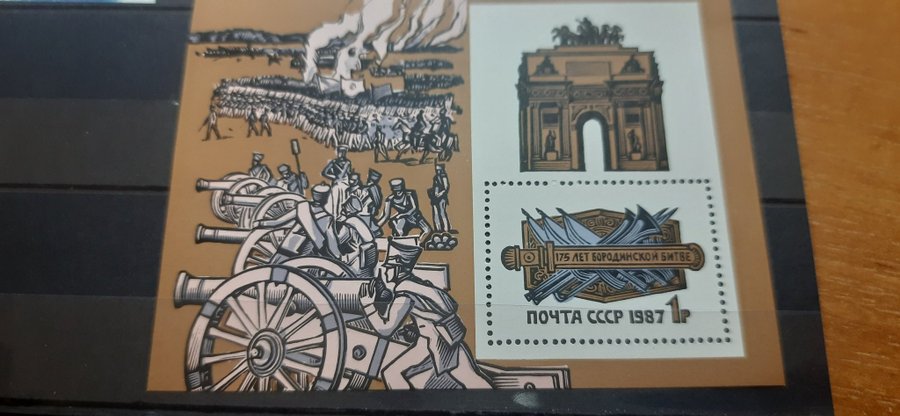 175 ЛЕТ БОРОДИНСКОЙ БИТВЕ
ПОЧТА СССР 1987 1р